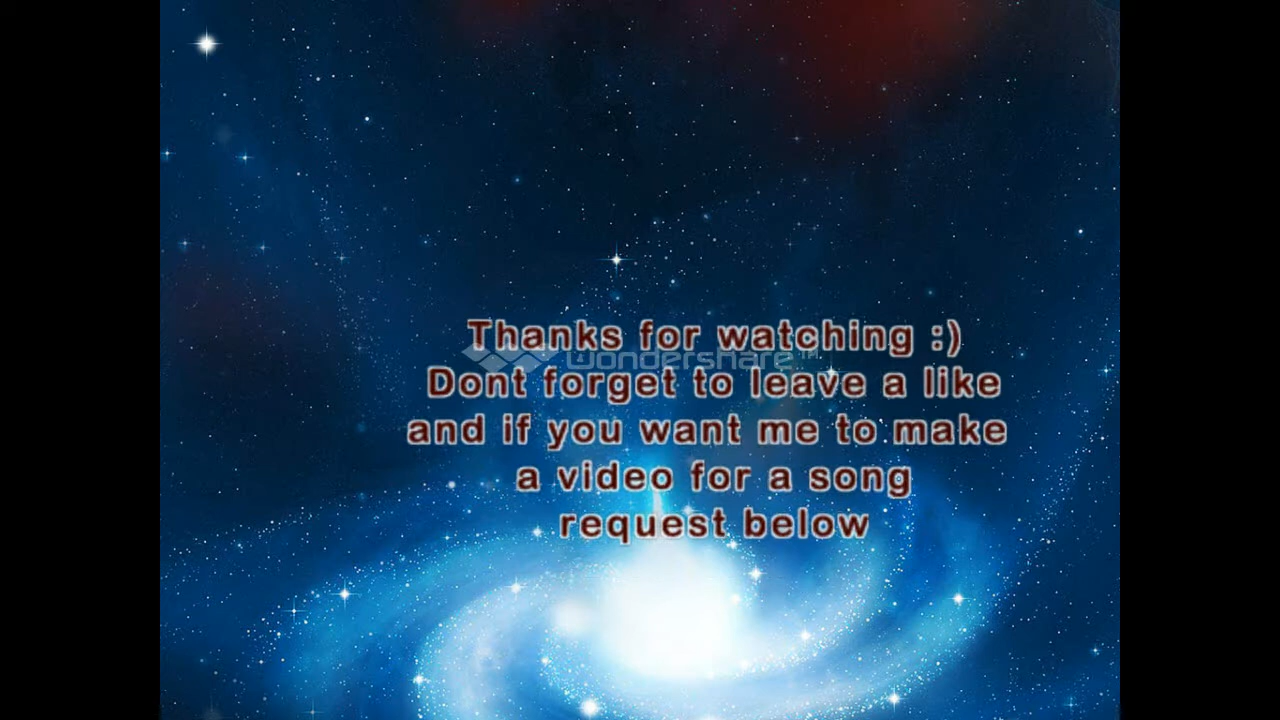 Thanks for watching :)
wondershare™
Dont forget to leave a like
and if you want me to make
a video for a song
request below